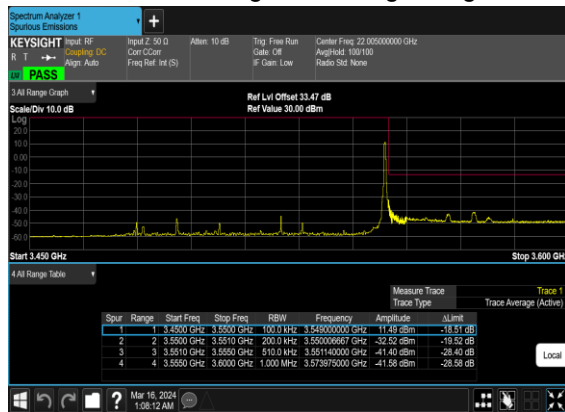 Spectrum Analyzer 1
Spurious Emissions
KEYSIGHT Input: RF
R T Coupling: DC
Align: Auto
Input Z: 50 Ω
Corr CCorr
Freq Ref: Int (S)
Atten: 10 dB
Trig: Free Run
Gate: Off
IF Gain: Low
Center Freq: 22.005000000 GHz
Avg|Hold: 100/100
Radio Std: None
PASS
3 All Range Graph
Ref Lvl Offset 33.47 dB
Scale/Div 10.0 dB
Ref Value 30.00 dBm
Log
20.0
10.0
0.00
-10.0
-20.0
-30.0
-40.0
-50.0
-60.0
Start 3.450 GHz
Stop 3.600 GH
4 All Range Table
Measure Trace Trace 1
Trace Type Trace Average (Active)
Spur Range Start Freq Stop Freq RBW Frequency Amplitude ΔLimit
1 1 3.4500 GHz 3.5500 GHz 100.0 kHz 3.549000000 GHz 11.49 dBm -18.51 dB
2 2 3.5500 GHz 3.5510 GHz 200.0 kHz 3.550006667 GHz -32.52 dBm -19.52 dB
3 3 3.5510 GHz 3.5550 GHz 510.0 kHz 3.551140000 GHz -41.40 dBm -28.40 dB
4 4 3.5550 GHz 3.6000 GHz 1.000 MHz 3.573975000 GHz -41.58 dBm -28.58 dB
Local
Mar 16, 2024
1:08:12 AM